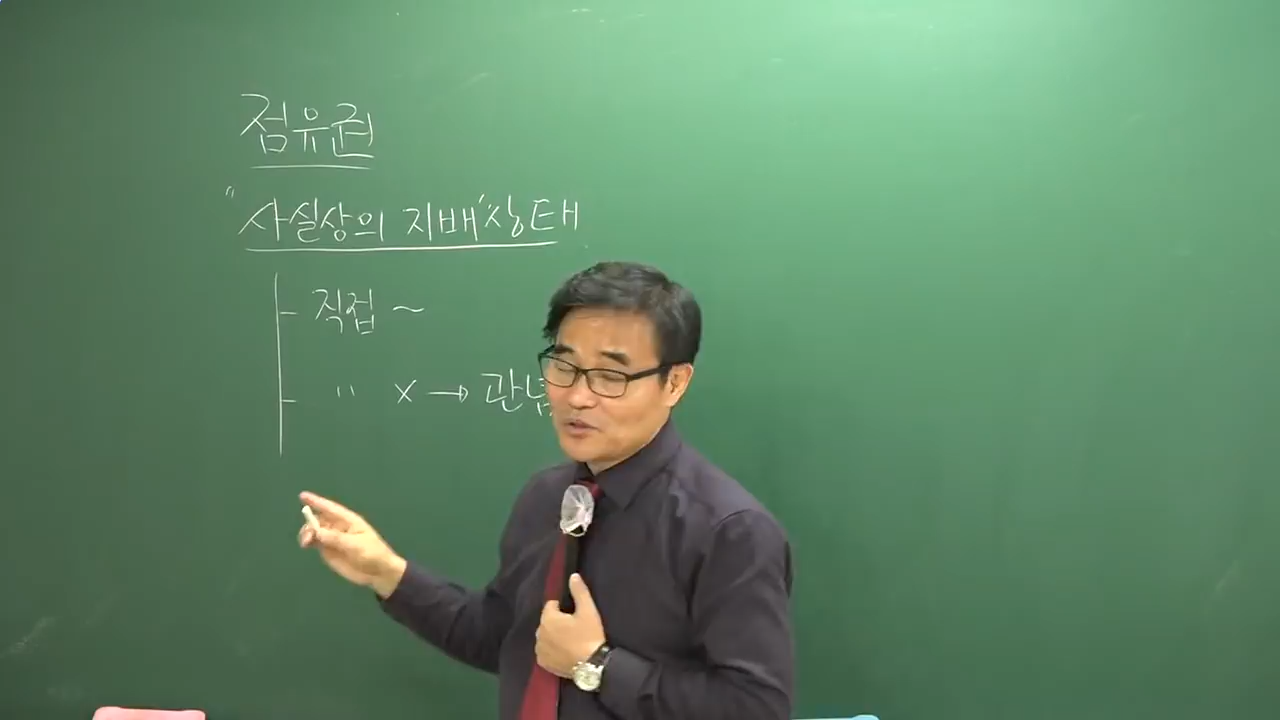 점유권
"사실상의 지배"상태
직접 ~
〃 x → 관념